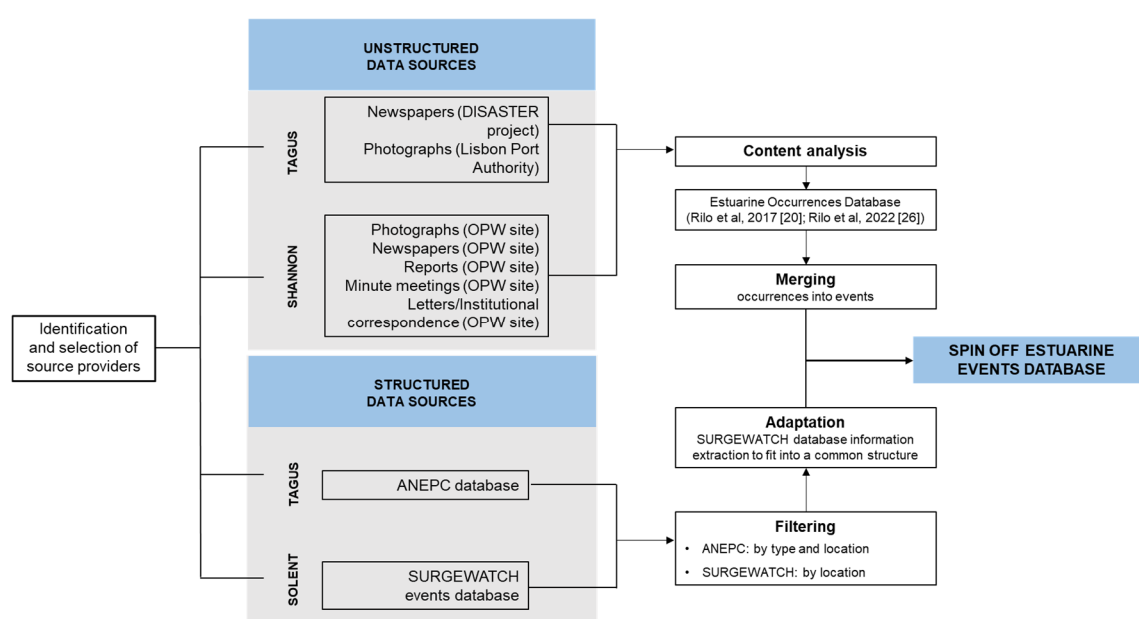 Identification
and selection of
source providers
UNSTRUCTURED
DATA SOURCES
TAGUS
Newspapers (DISASTER
project)
Photographs (Lisbon Port
Authority)
SHANNON
Photographs (OPW site)
Newspapers (OPW site)
Reports (OPW site)
Minute meetings (OPW site)
Letters/Institutional
correspondence (OPW site)
STRUCTURED
DATA SOURCES
TAGUS
ANEPC database
SOLENT
SURGEWATCH
events database
Content analysis
Estuarine Occurrences Database
(Rilo et al, 2017 [20]; Rilo et al, 2022 [26])
Merging
occurrences into events
SPIN OFF ESTUARINE
EVENTS DATABASE
Adaptation
SURGEWATCH database information
extraction to fit into a common structure
Filtering
• ANEPC: by type and location
• SURGEWATCH: by location